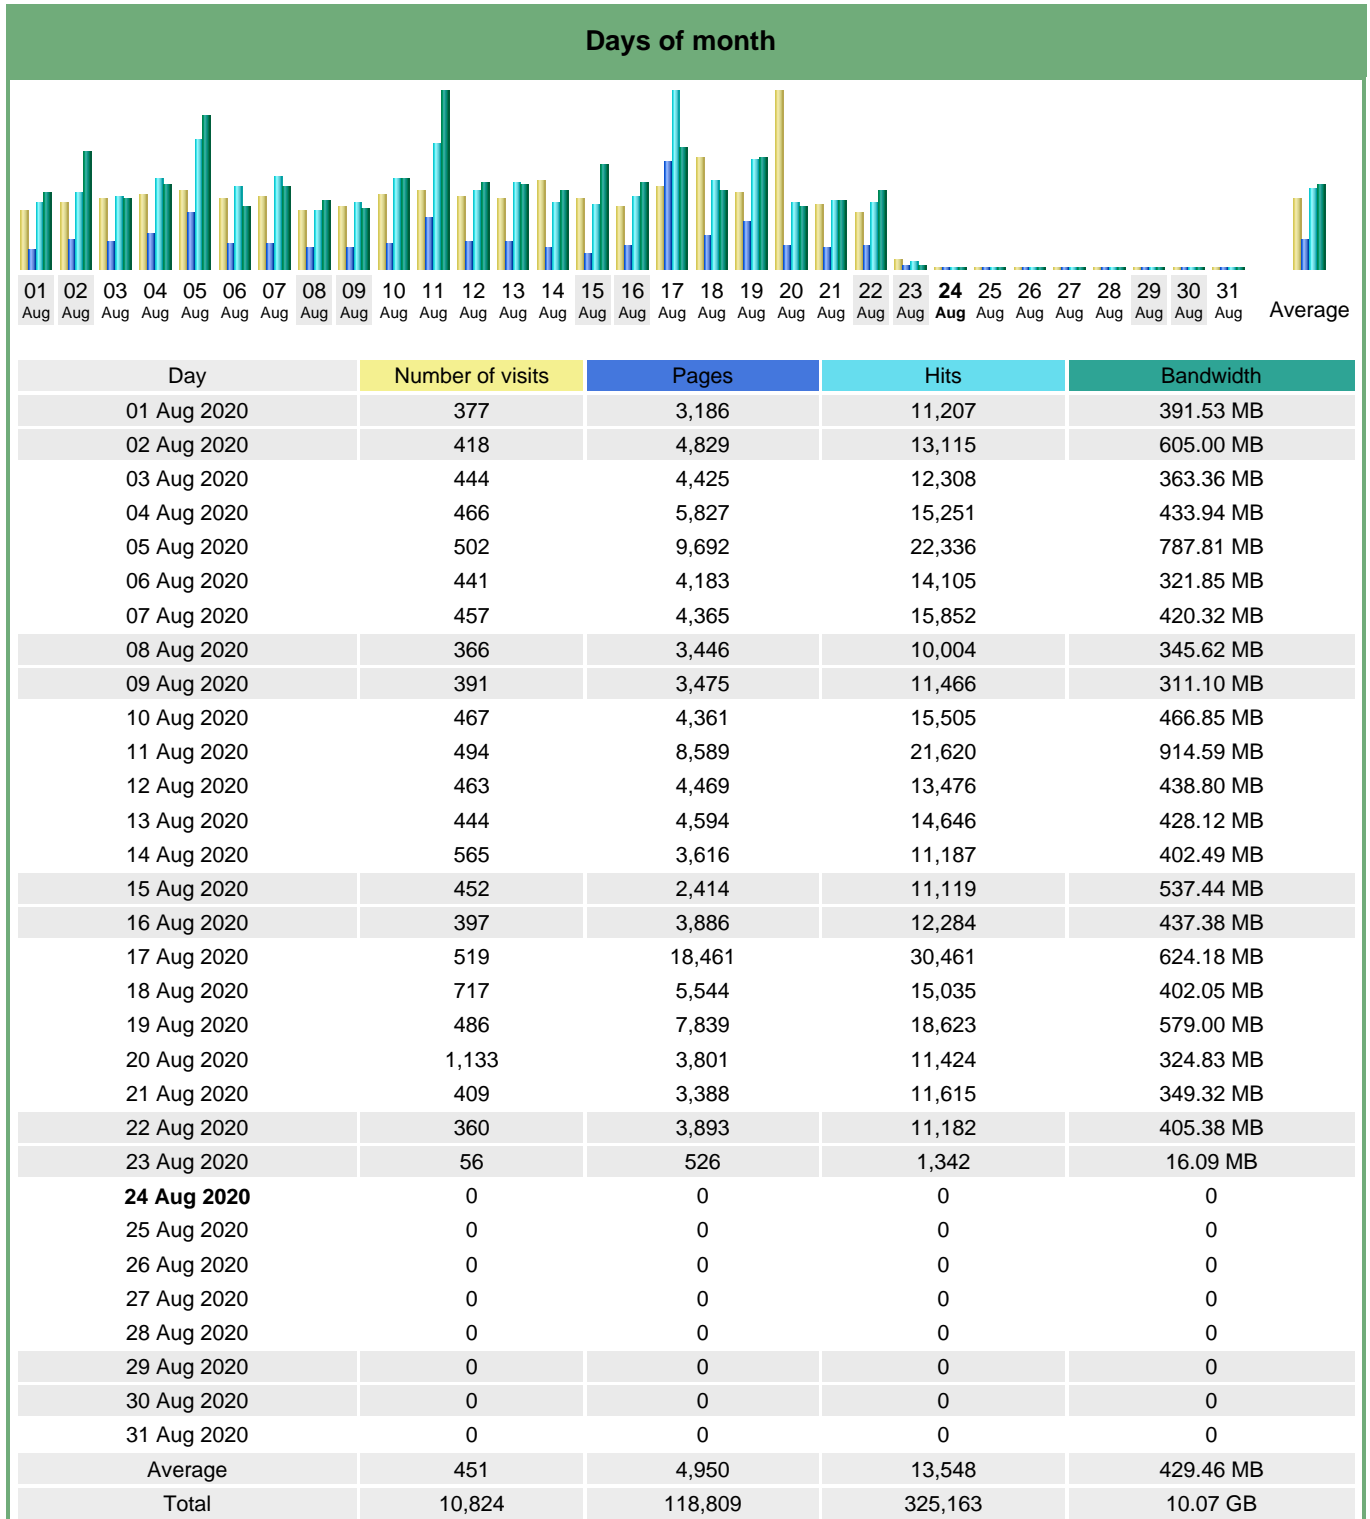 Days of month
01 02 03 04 05 06 07 08 09 10 11 12 13 14 15 16 17 18 19 20 21 22 23 24 25 26 27 28 29 30 31
Aug Aug Aug Aug Aug Aug Aug Aug Aug Aug Aug Aug Aug Aug Aug Aug Aug Aug Aug Aug Aug Aug Aug Aug Aug Aug Aug Aug Aug Aug Aug Average
Day Number of visits Pages Hits Bandwidth
01 Aug 2020 377 3,186 11,207 391.53 MB
02 Aug 2020 418 4,829 13,115 605.00 MB
03 Aug 2020 444 4,425 12,308 363.36 MB
04 Aug 2020 466 5,827 15,251 433.94 MB
05 Aug 2020 502 9,692 22,336 787.81 MB
06 Aug 2020 441 4,183 14,105 321.85 MB
07 Aug 2020 457 4,365 15,852 420.32 MB
08 Aug 2020 366 3,446 10,004 345.62 MB
09 Aug 2020 391 3,475 11,466 311.10 MB
10 Aug 2020 467 4,361 15,505 466.85 MB
11 Aug 2020 494 8,589 21,620 914.59 MB
12 Aug 2020 463 4,469 13,476 438.80 MB
13 Aug 2020 444 4,594 14,646 428.12 MB
14 Aug 2020 565 3,616 11,187 402.49 MB
15 Aug 2020 452 2,414 11,119 537.44 MB
16 Aug 2020 397 3,886 12,284 437.38 MB
17 Aug 2020 519 18,461 30,461 624.18 MB
18 Aug 2020 717 5,544 15,035 402.05 MB
19 Aug 2020 486 7,839 18,623 579.00 MB
20 Aug 2020 1,133 3,801 11,424 324.83 MB
21 Aug 2020 409 3,388 11,615 349.32 MB
22 Aug 2020 360 3,893 11,182 405.38 MB
23 Aug 2020 56 526 1,342 16.09 MB
24 Aug 2020 0 0 0 0
25 Aug 2020 0 0 0 0
26 Aug 2020 0 0 0 0
27 Aug 2020 0 0 0 0
28 Aug 2020 0 0 0 0
29 Aug 2020 0 0 0 0
30 Aug 2020 0 0 0 0
31 Aug 2020 0 0 0 0
Average 451 4,950 13,548 429.46 MB
Total 10,824 118,809 325,163 10.07 GB